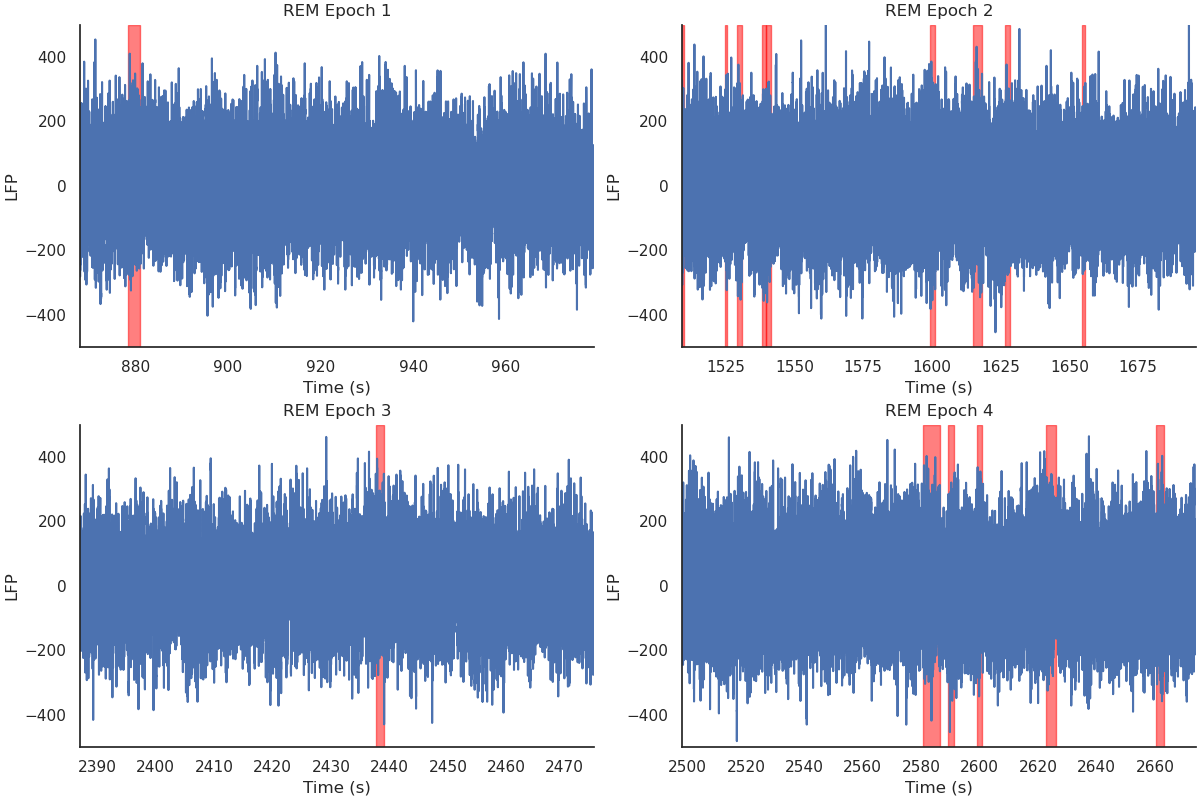 REM Epoch 1
LFP
400
200
0
−200
−400
880 900 920 940 960
Time (s)
REM Epoch 2
LFP
400
200
0
−200
−400
1525 1550 1575 1600 1625 1650 1675
Time (s)
REM Epoch 3
LFP
400
200
0
−200
−400
2390 2400 2410 2420 2430 2440 2450 2460 2470
Time (s)
REM Epoch 4
LFP
400
200
0
−200
−400
2500 2520 2540 2560 2580 2600 2620 2640 2660
Time (s)